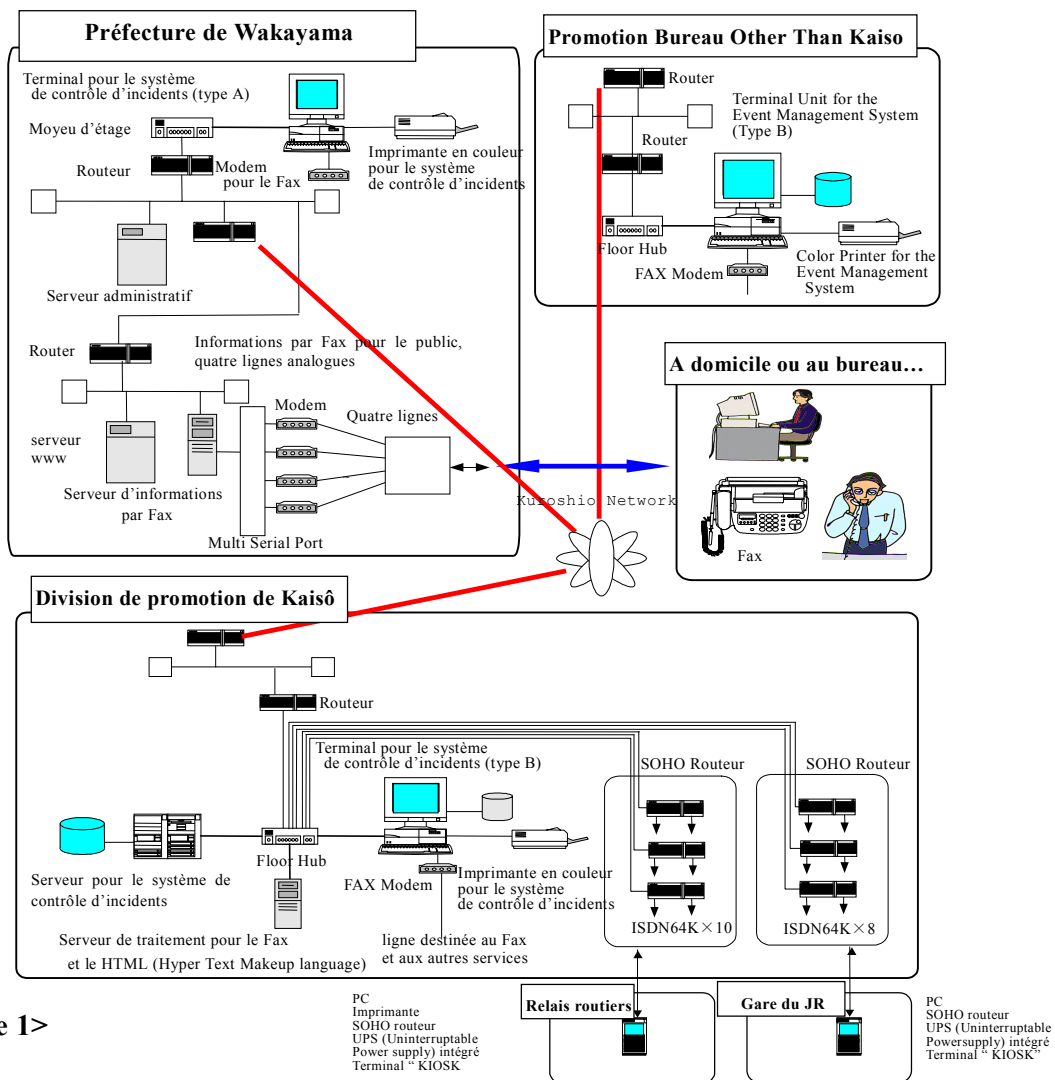 Préfecture de Wakayama
Terminal pour le système
de contrôle d'incidents (type A)
Moyeu d'étage
Routeur
Modem
pour le Fax
Imprimante en couleur
pour le système
de contrôle d'incidents
Serveur administratif
Router
Informations par Fax pour le public,
quatre lignes analogues
Modem
Quatre lignes
serveur
www
Serveur d'informations
par Fax
Multi Serial Port
Promotion Bureau Other Than Kaiso
Router
Terminal Unit for the
Event Management System
(Type B)
Router
Floor Hub
FAX Modem
Color Printer for the
Event Management
System
A domicile ou au bureau…
Fax
Kuroshio Network
Division de promotion de Kaisô
Routeur
Terminal pour le système
de contrôle d'incidents (type B)
SOHO Routeur
SOHO Routeur
Floor Hub
Serveur pour le système de
contrôle d'incidents
FAX Modem
Imprimante en couleur
pour le système
de contrôle d'incidents
ISDN64K×10
ISDN64K×8
Serveur de traitement pour le Fax
et le HTML (Hyper Text Makeup language)
ligne destinée au Fax
et aux autres services
e 1>
PC
Imprimante
SOHO routeur
UPS (Uninterruptable
Power supply) intégré
Terminal “ KIOSK
Relais routiers
Gare du JR
PC
SOHO routeur
UPS (Uninterruptable
Powersupply) intégré
Terminal “ KIOSK”